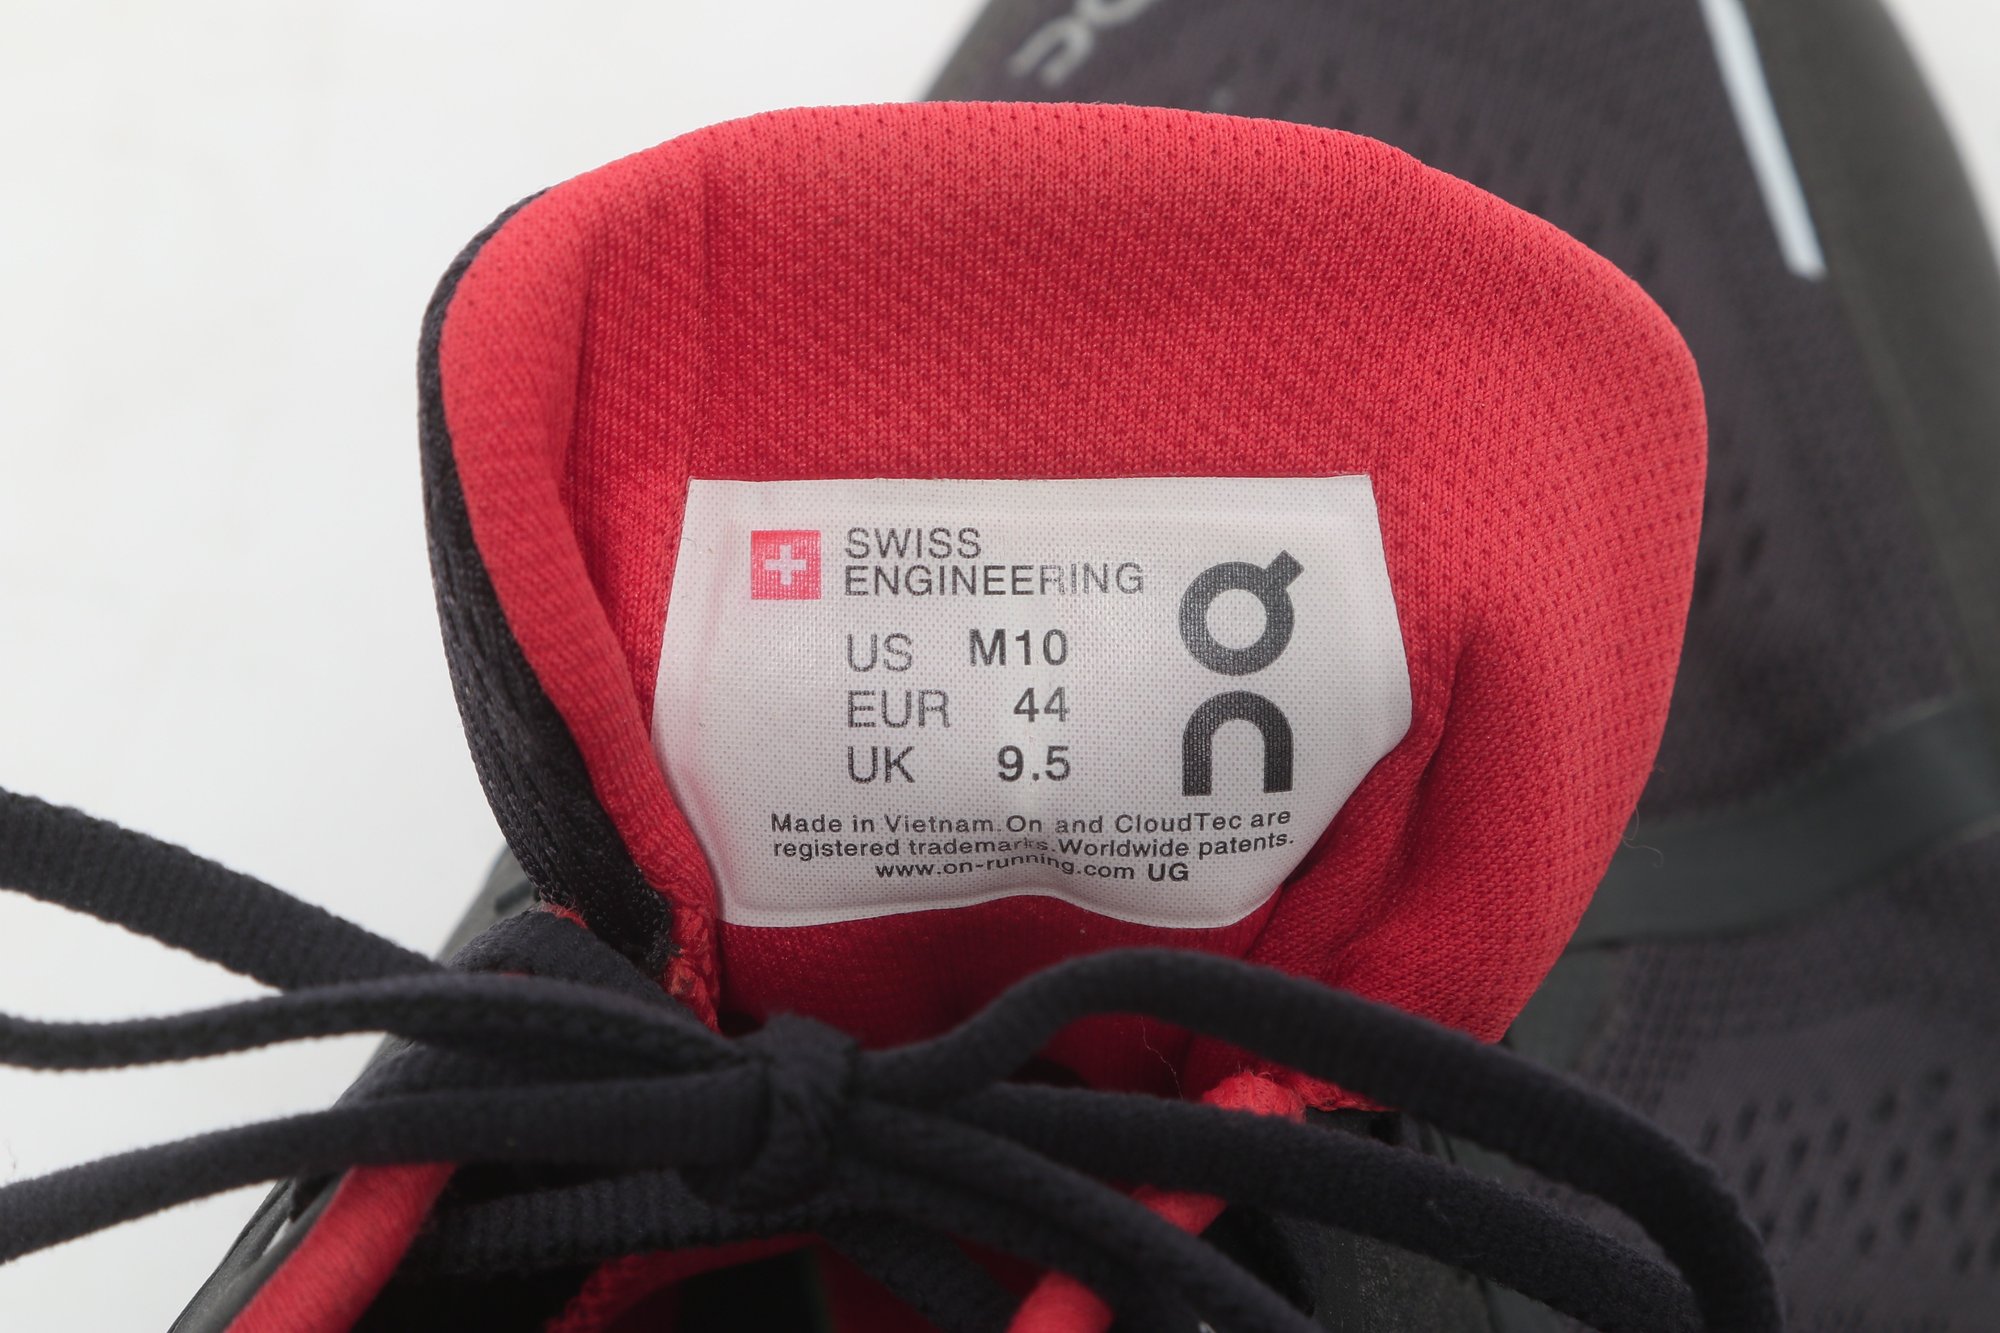 SWISS
ENGINEERING
US M10
EUR 44
UK 9.5
Made in Vietnam. On and CloudTec are
registered trademarks. Worldwide patents.
www.on-running.com UG
On